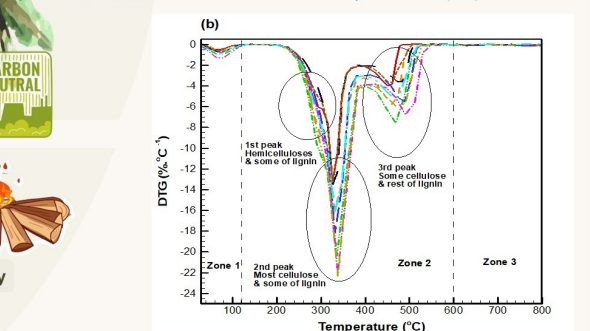 (b)
ARBON
UTRAL
0
-2
-4
-6
-8
-10
-12
-14
-16
-18
-20
-22
-24
DTG (%.°C⁻¹)
1st peak
Hemicelluloses
& some of lignin
3rd peak
Some cellulose
& rest of lignin
2nd peak
Most cellulose
& some of lignin
Zone 1
Zone 2
Zone 3
100
200
300
400
500
600
700
800
Temperature (°C)
y